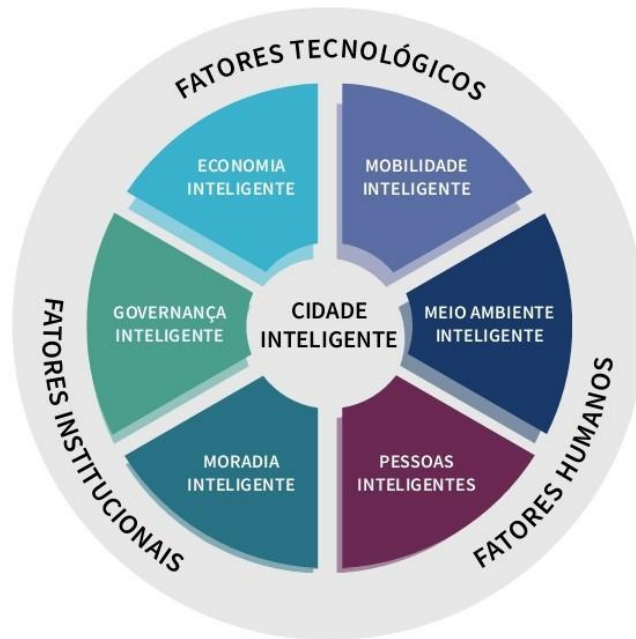 FATORES TECNOLÓGICOS
ECONOMIA
INTELIGENTE
MOBILIDADE
INTELIGENTE
GOVERNANÇA
INTELIGENTE
CIDADE
INTELIGENTE
MEIO AMBIENTE
INTELIGENTE
MORADIA
INTELIGENTE
PESSOAS
INTELIGENTES
FATORES INSTITUCIONAIS
FATORES HUMANOS